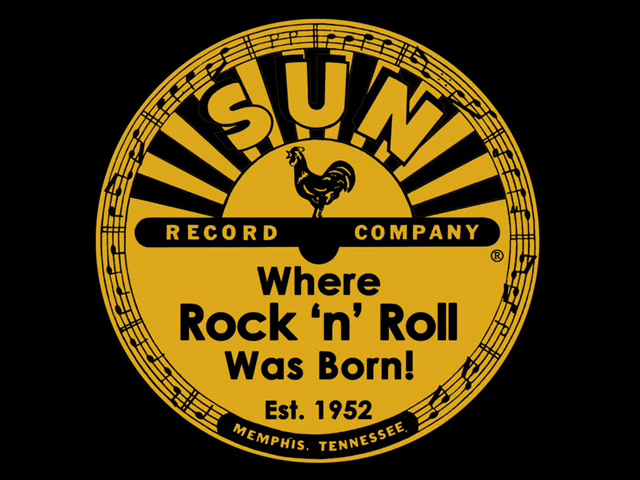 SUN
RECORD COMPANY
®
Where
Rock ‘n’ Roll
Was Born!
Est. 1952
MEMPHIS, TENNESSEE.